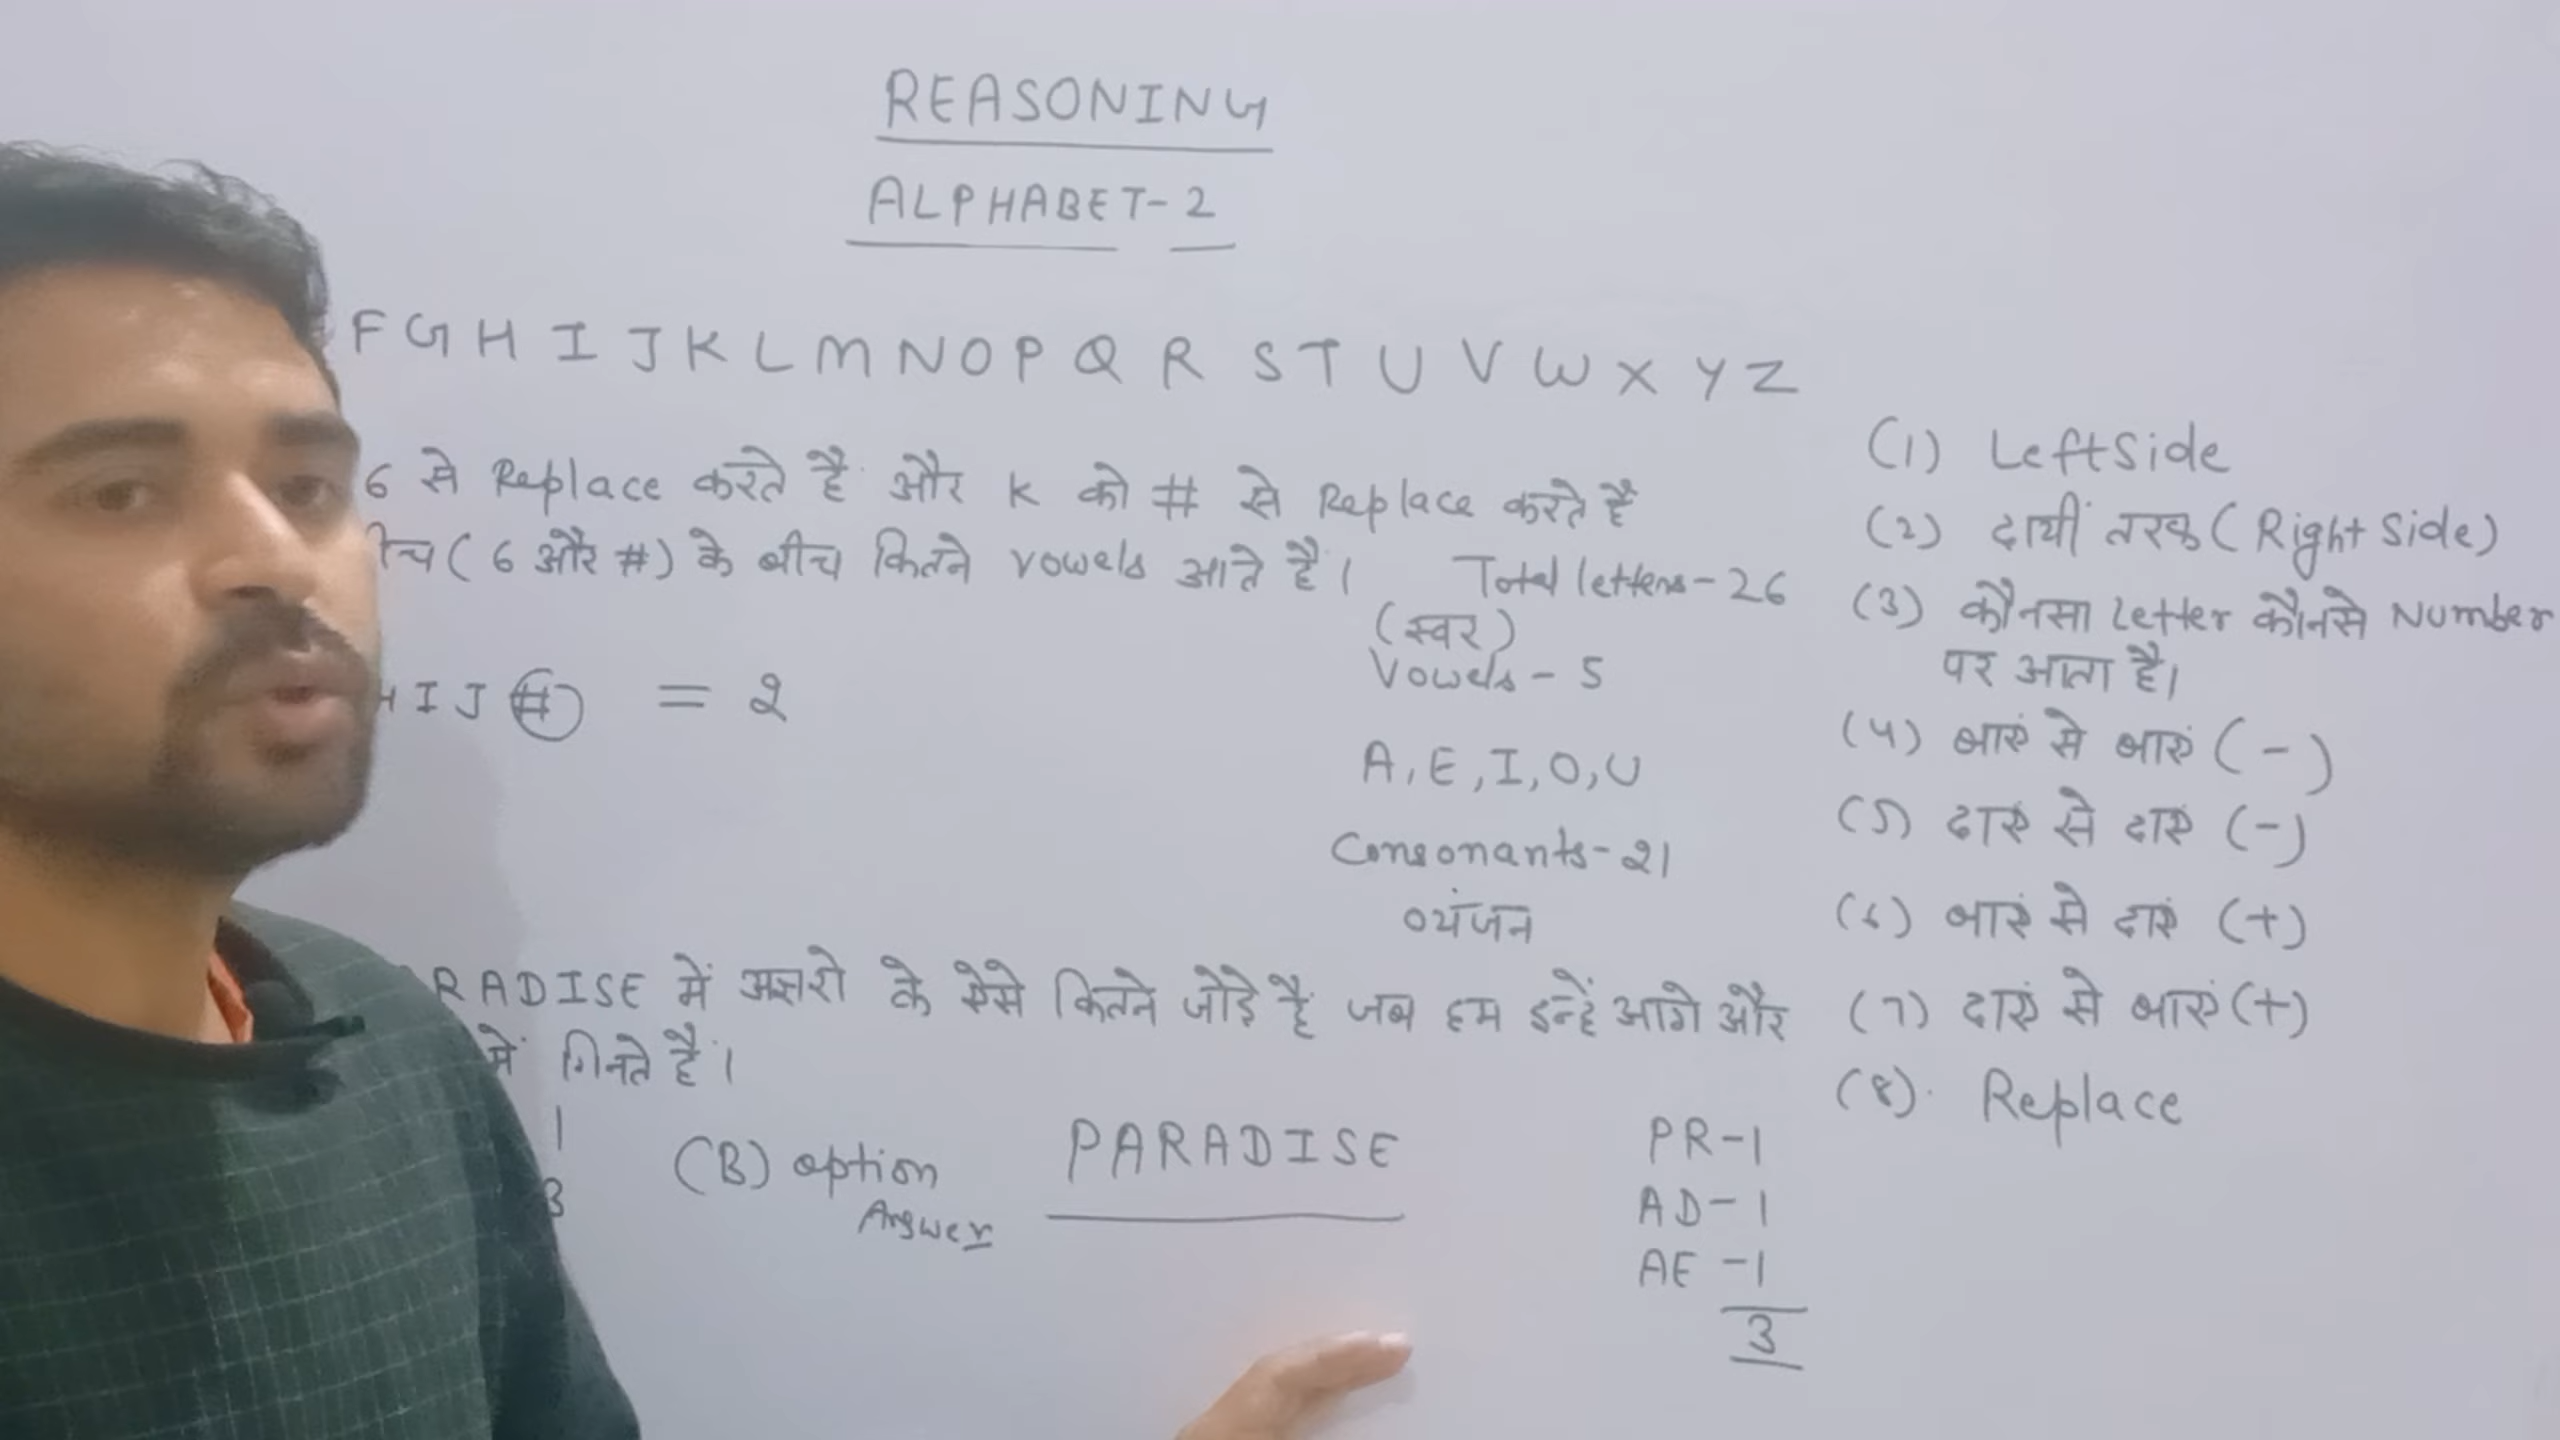 REASONING
ALPHABET-2
F G H I J K L M N O P Q R S T U V W X Y Z
6 से Replace करते है और K को # से Replace करते है
( 6 और #) के बीच कितने vowels आते है।
Total letters-26
(स्वर)
Vowels-5
HIJ # = 2
A, E, I, O, U
Consonants-21
व्यंजन
RADISE में अक्षरो के ऐसे कितने जोड़े है जब हम इन्हें आगे और
में गिनते है।
1
3
(B) option
Answer
PARADISE
PR-1
AD-1
AE-1
3
(1) Left Side
(2) दायीं तरफ (Right Side)
(3) कौनसा letter कौनसे Number
पर आता है।
(4) बाएं से बाएं (-)
(5) दाएं से दाएं (-)
(6) बाएं से दाएं (+)
(7) दाएं से बाएं (+)
(8). Replace